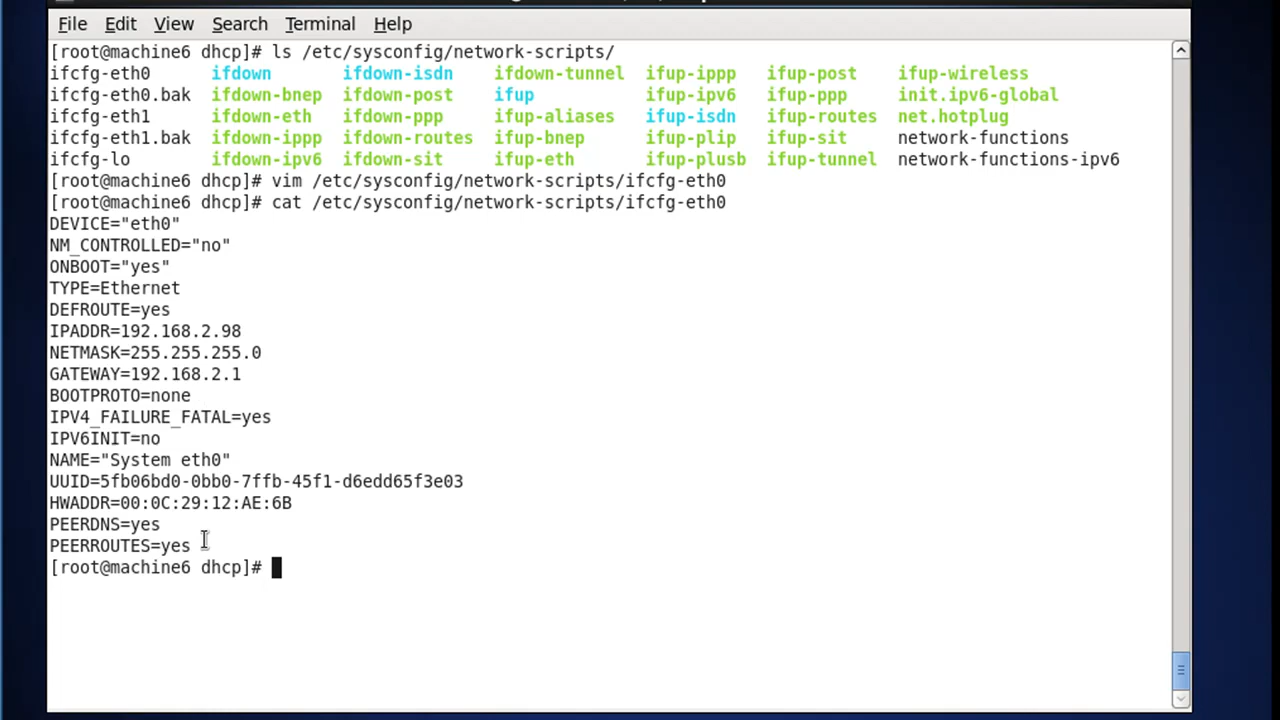 File Edit View Search Terminal Help
[root@machine6 dhcp]# ls /etc/sysconfig/network-scripts/
ifcfg-eth0 ifdown ifdown-isdn ifdown-tunnel ifup-ippp ifup-post ifup-wireless
ifcfg-eth0.bak ifdown-bnep ifdown-post ifup ifup-ipv6 ifup-ppp init.ipv6-global
ifcfg-eth1 ifdown-eth ifdown-ppp ifup-aliases ifup-isdn ifup-routes net.hotplug
ifcfg-eth1.bak ifdown-ippp ifdown-routes ifup-bnep ifup-plip ifup-sit network-functions
ifcfg-lo ifdown-ipv6 ifdown-sit ifup-eth ifup-plusb ifup-tunnel network-functions-ipv6
[root@machine6 dhcp]# vim /etc/sysconfig/network-scripts/ifcfg-eth0
[root@machine6 dhcp]# cat /etc/sysconfig/network-scripts/ifcfg-eth0
DEVICE="eth0"
NM_CONTROLLED="no"
ONBOOT="yes"
TYPE=Ethernet
DEFROUTE=yes
IPADDR=192.168.2.98
NETMASK=255.255.255.0
GATEWAY=192.168.2.1
BOOTPROTO=none
IPV4_FAILURE_FATAL=yes
IPV6INIT=no
NAME="System eth0"
UUID=5fb06bd0-0bb0-7ffb-45f1-d6edd65f3e03
HWADDR=00:0C:29:12:AE:6B
PEERDNS=yes
PEERROUTES=yes
[root@machine6 dhcp]#